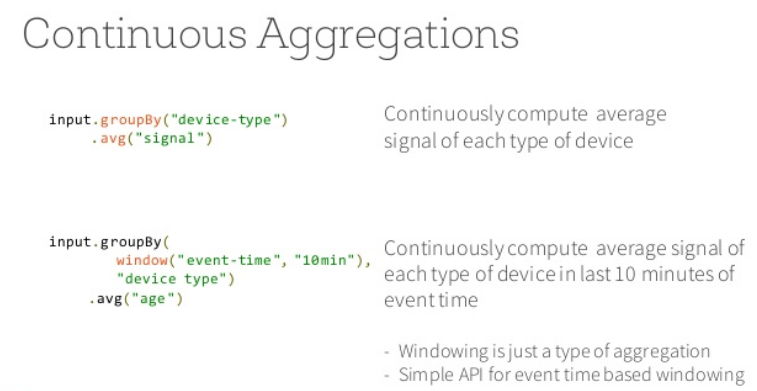 Continuous Aggregations
input.groupBy("device-type")
.avg("signal")
Continuously compute average
signal of each type of device
input.groupBy(
window("event-time", "10min"),
"device type")
.avg("age")
Continuously compute average signal of
each type of device in last 10 minutes of
event time
- Windowing is just a type of aggregation
- Simple API for event time based windowing